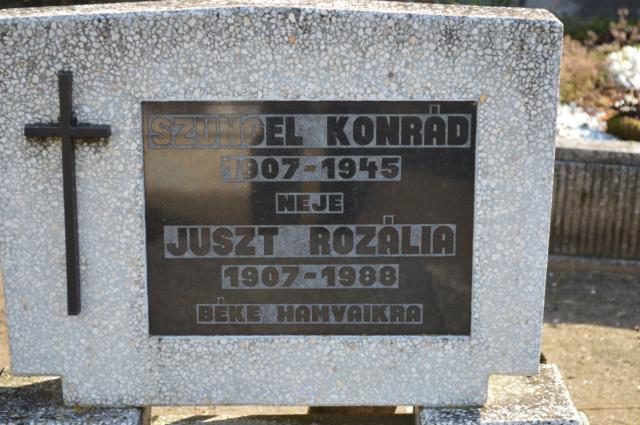 SZUNGEL KONRÁD
1907-1945
NEJE
JUSZT ROZÁLIA
1907-1988
BÉKE HAMVAIKRA